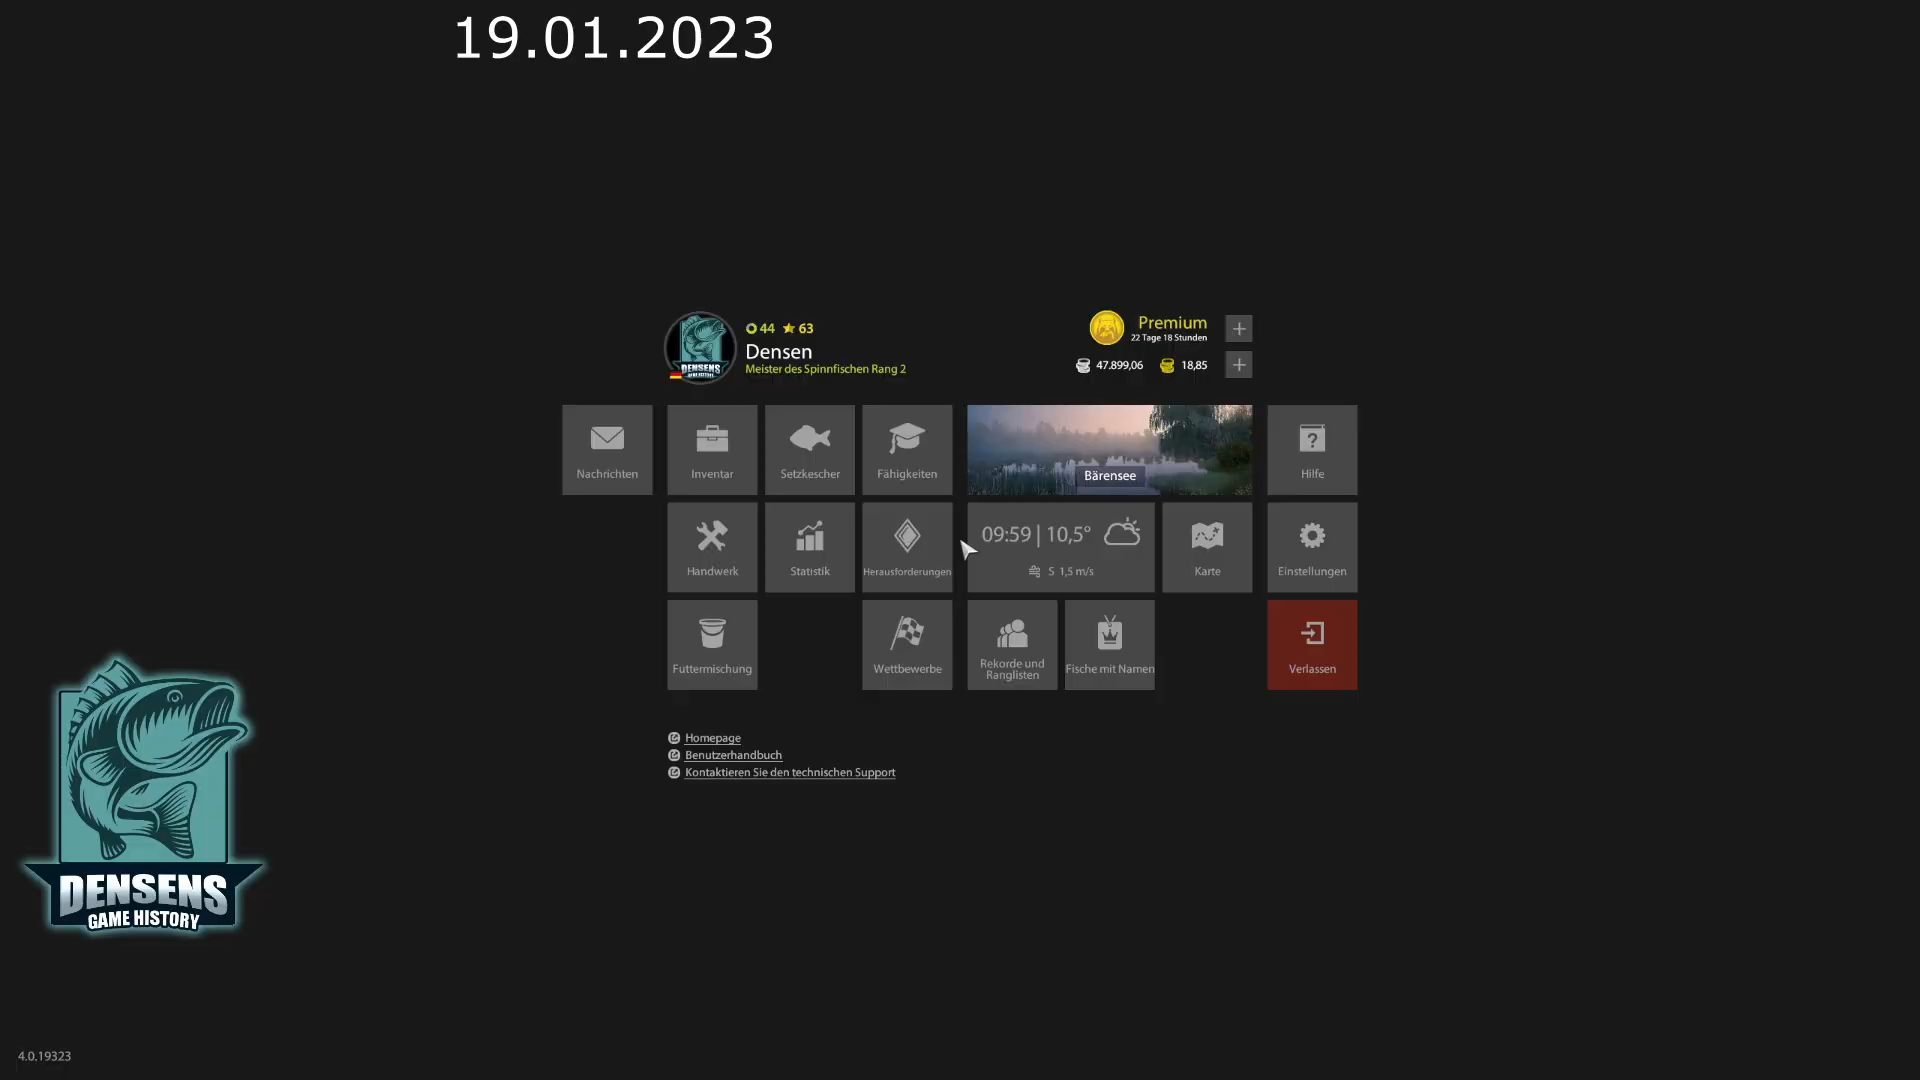 19.01.2023
44 63
Densen
Meister des Spinnfischen Rang 2
Premium
22 Tage 18 Stunden
47.899,06 18,85
DENSENS
GAME HISTORY
Nachrichten
Inventar
Setzkescher
Fähigkeiten
Bärensee
Hilfe
Handwerk
Statistik
Herausforderungen
09:59 | 10,5°
S 1,5 m/s
Karte
Einstellungen
Futtermischung
Wettbewerbe
Rekorde und
Ranglisten
Fische mit Namen
Verlassen
Homepage
Benutzerhandbuch
Kontaktieren Sie den technischen Support
DENSENS
GAME HISTORY
4.0.19323